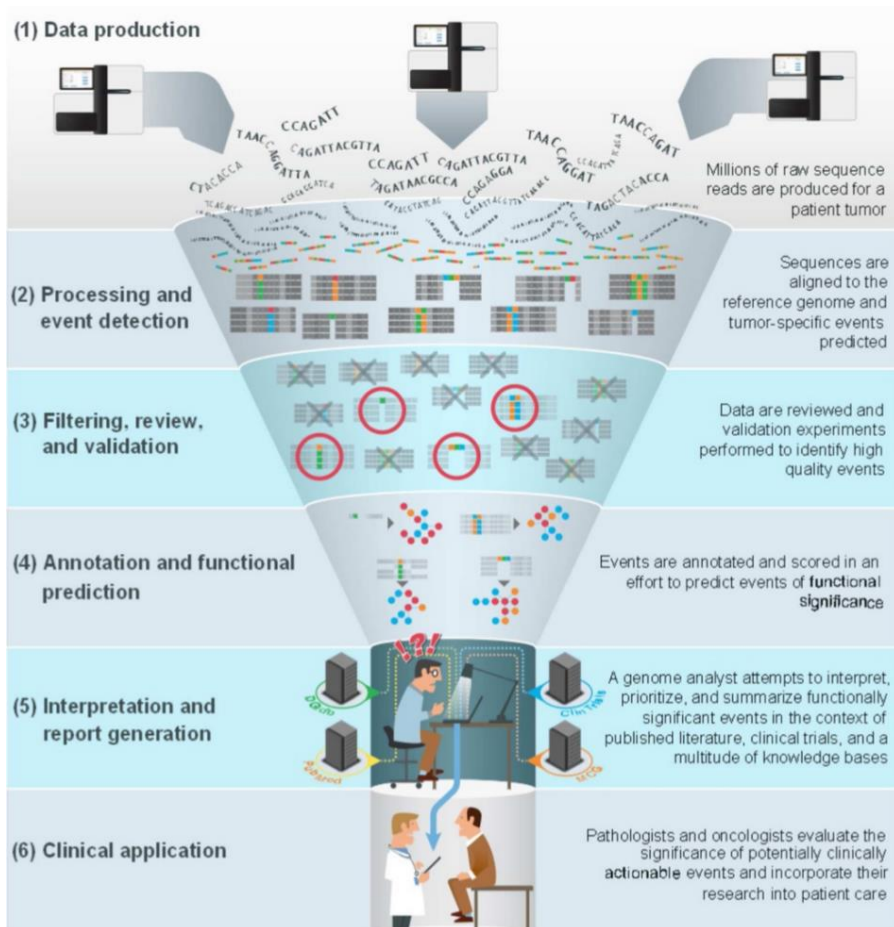 (1) Data production
CCAGATT
TAACCAGGATTA
CAGATTACGTTA
CCAGATT
CAGATTACGTTA
TAGATAACGCCA
CCAGAGGA
TAACCAGGAT
TAACCAGAT
TAGACTACACCA
Millions of raw sequence
reads are produced for a
patient tumor
(2) Processing and
event detection
Sequences are
aligned to the
reference genome and
tumor-specific events
predicted
(3) Filtering, review,
and validation
Data are reviewed and
validation experiments
performed to identify high
quality events
(4) Annotation and functional
prediction
Events are annotated and scored in an
effort to predict events of functional
significance
!?!
(5) Interpretation and
report generation
DGIdb
ClinTrials
PubMed
MCG
A genome analyst attempts to interpret,
prioritize, and summarize functionally
significant events in the context of
published literature, clinical trials, and a
multitude of knowledge bases
(6) Clinical application
Pathologists and oncologists evaluate the
significance of potentially clinically
actionable events and incorporate their
research into patient care